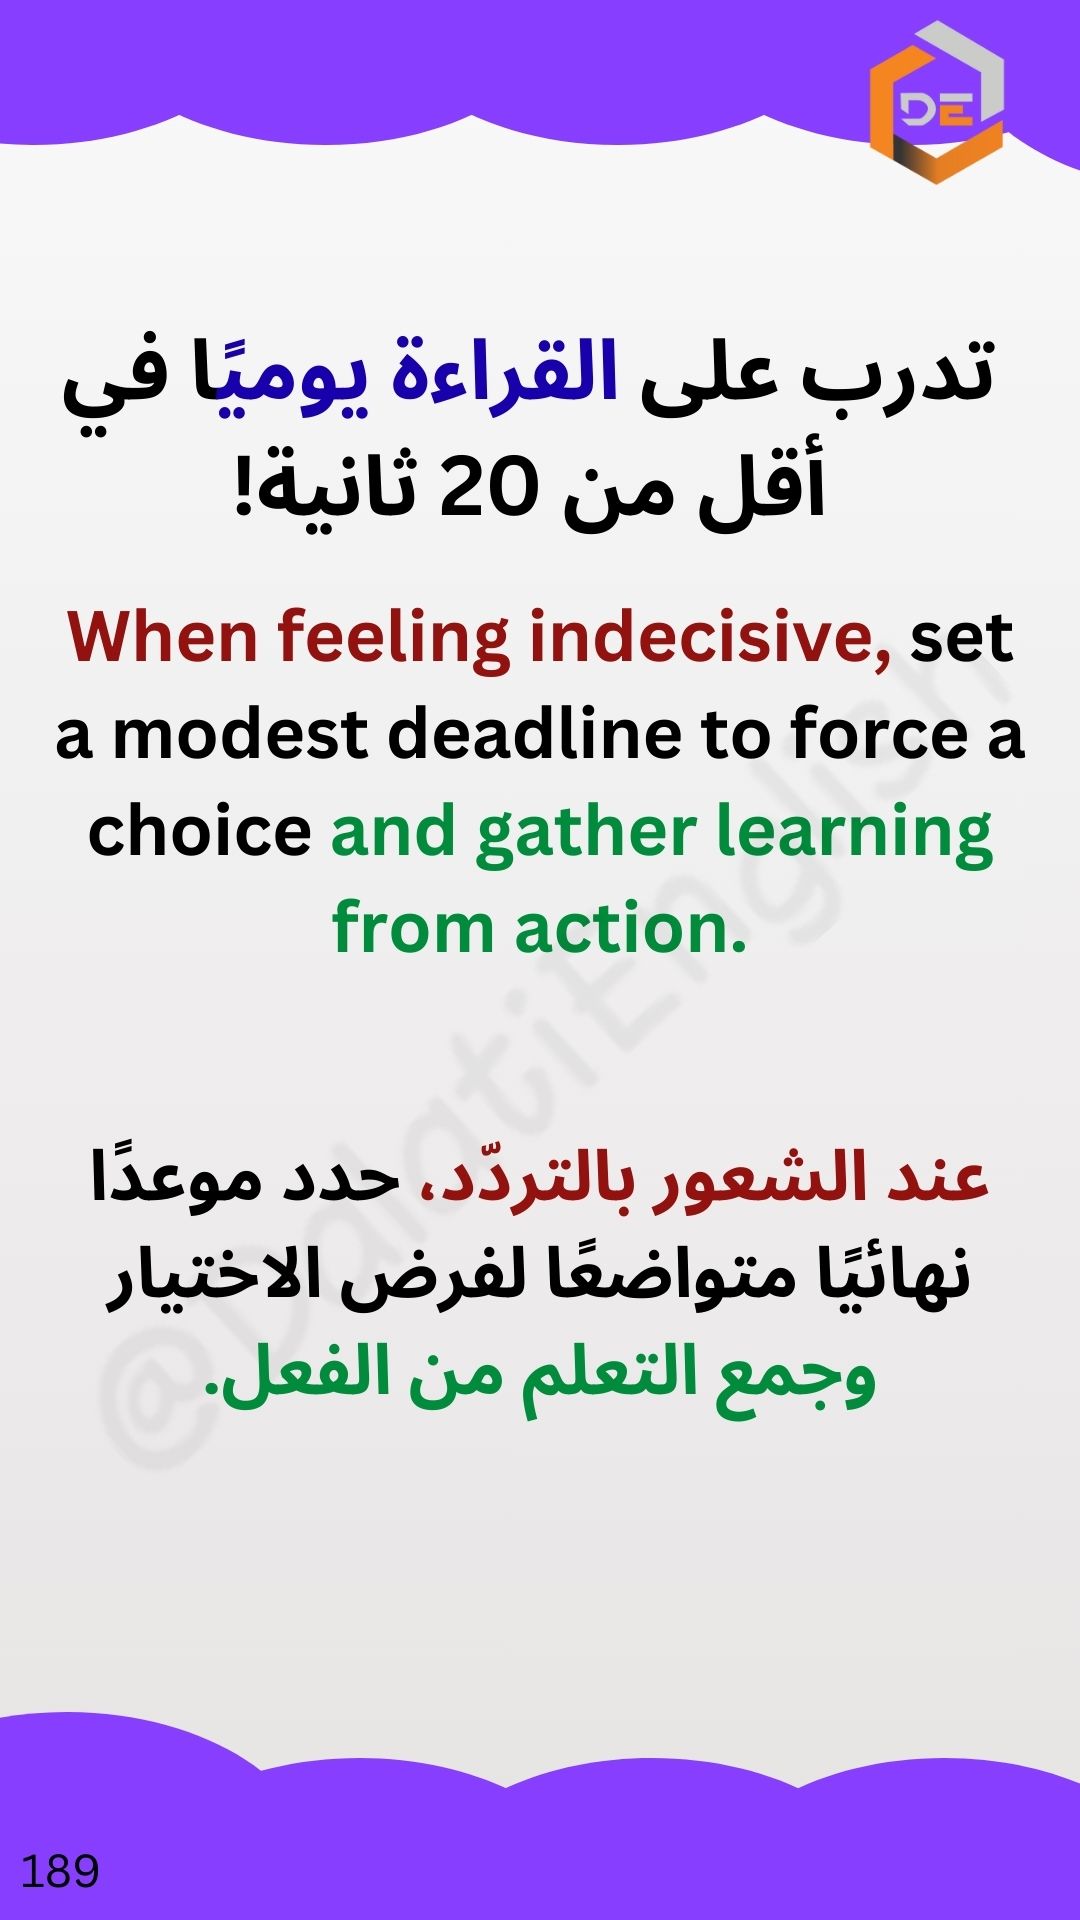 DE
تدرب على القراءة يوميًا في
أقل من 20 ثانية!
When feeling indecisive, set
a modest deadline to force a
choice and gather learning
from action.
عند الشعور بالتردّد، حدد موعدًا
نهائيًا متواضعًا لفرض الاختيار
وجمع التعلم من الفعل.
@DdatiEnglish
189